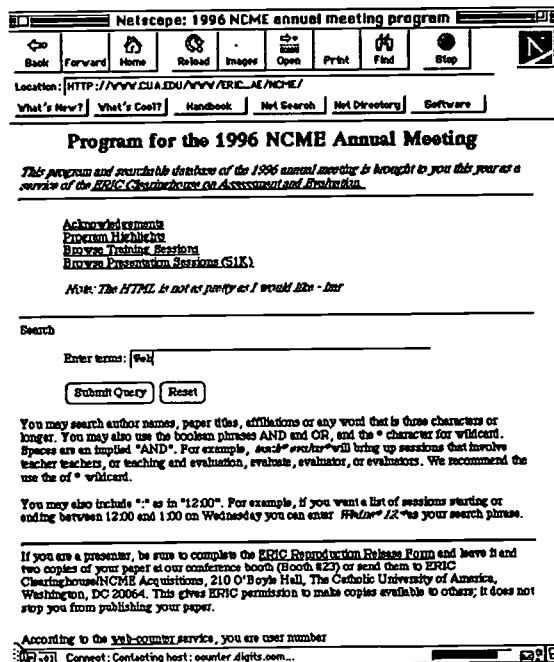 Netscape: 1996 NCME annual meeting program
Back Forward Home Reload Images Open Print Find Stop
N
Location: HTTP://WWW.CUA.EDU/WWW/ERIC_AE/NCME/
What's New? What's Cool? Handbook Net Search Net Directory Software
Program for the 1996 NCME Annual Meeting
This program and searchable database of the 1996 annual meeting is brought to you this year as a
service of the ERIC Clearinghouse on Assessment and Evaluation.
Acknowledgements
Program Highlights
Browse Training Sessions
Browse Presentation Sessions (51K)
Note: The HTML is not as pretty as I would like -
Search
Enter terms: Web
Submit Query Reset
You may search author names, paper titles, affiliations or any word that is three characters or
longer. You may also use the boolean phrases AND and OR, and the * character for wildcard.
Spaces are an implied "AND". For example, will bring up sessions that involve
teacher teachers, or teaching and evaluation, evaluate, evaluator, or evaluators. We recommend the
use the of * wildcard.
You may also include ":" as in "12:00". For example, if you want a list of sessions starting or
ending between 12:00 and 1:00 on Wednesday you can enter as your search phrase.
If you are a presenter, be sure to complete the ERIC Reproduction Release Form and leave it and
two copies of your paper at our conference booth (Booth #23) or send them to ERIC
Clearinghouse/NCME Acquisitions, 210 O'Boyle Hall, The Catholic University of America,
Washington, DC 20064. This gives ERIC permission to make copies available to others; it does not
stop you from publishing your paper.
According to the web-counter service, you are user number
Connect: Contacting host: counter.digits.com...